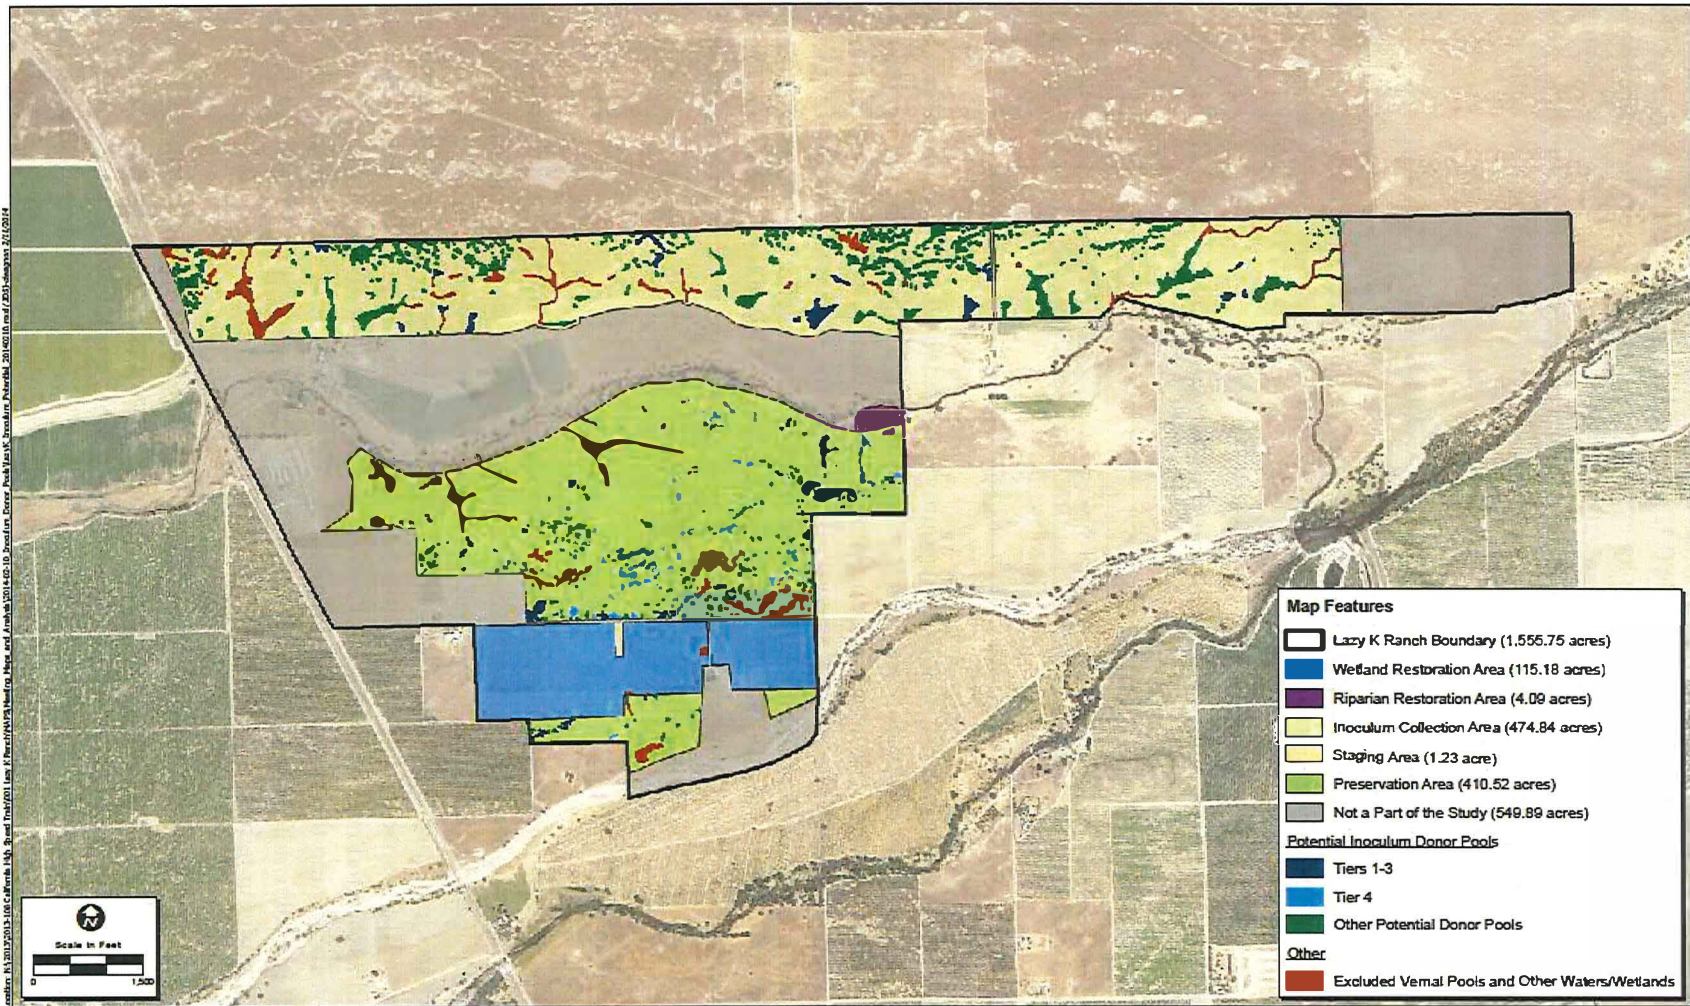 Map Features
Lazy K Ranch Boundary (1,555.75 acres)
Wetland Restoration Area (115.18 acres)
Riparian Restoration Area (4.09 acres)
Inoculum Collection Area (474.84 acres)
Staging Area (1.23 acre)
Preservation Area (410.52 acres)
Not a Part of the Study (549.89 acres)
Potential Inoculum Donor Pools
Tiers 1-3
Tier 4
Other Potential Donor Pools
Other
Excluded Vernal Pools and Other Waters/Wetlands
N
Scale in Feet
0 1,500